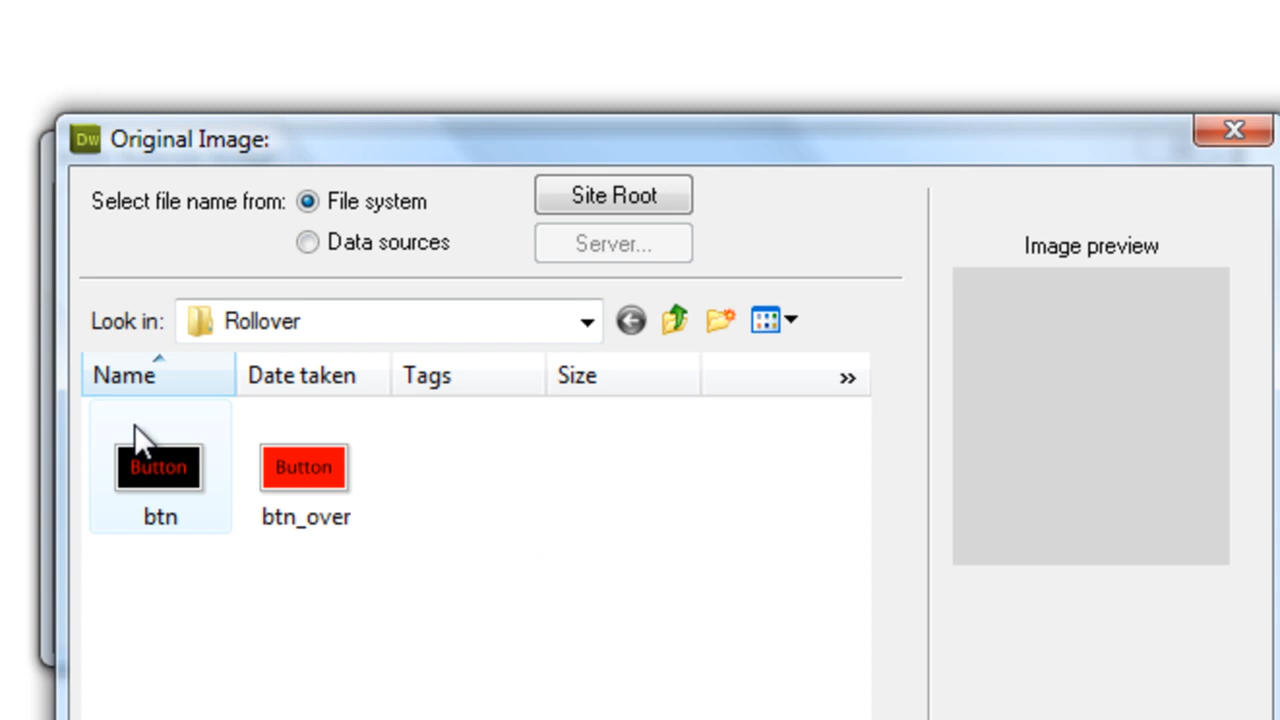 Dw Original Image:
Select file name from: File system
Site Root
Data sources
Server...
Image preview
Look in: Rollover
Name Date taken Tags Size »
Button Button
btn btn_over